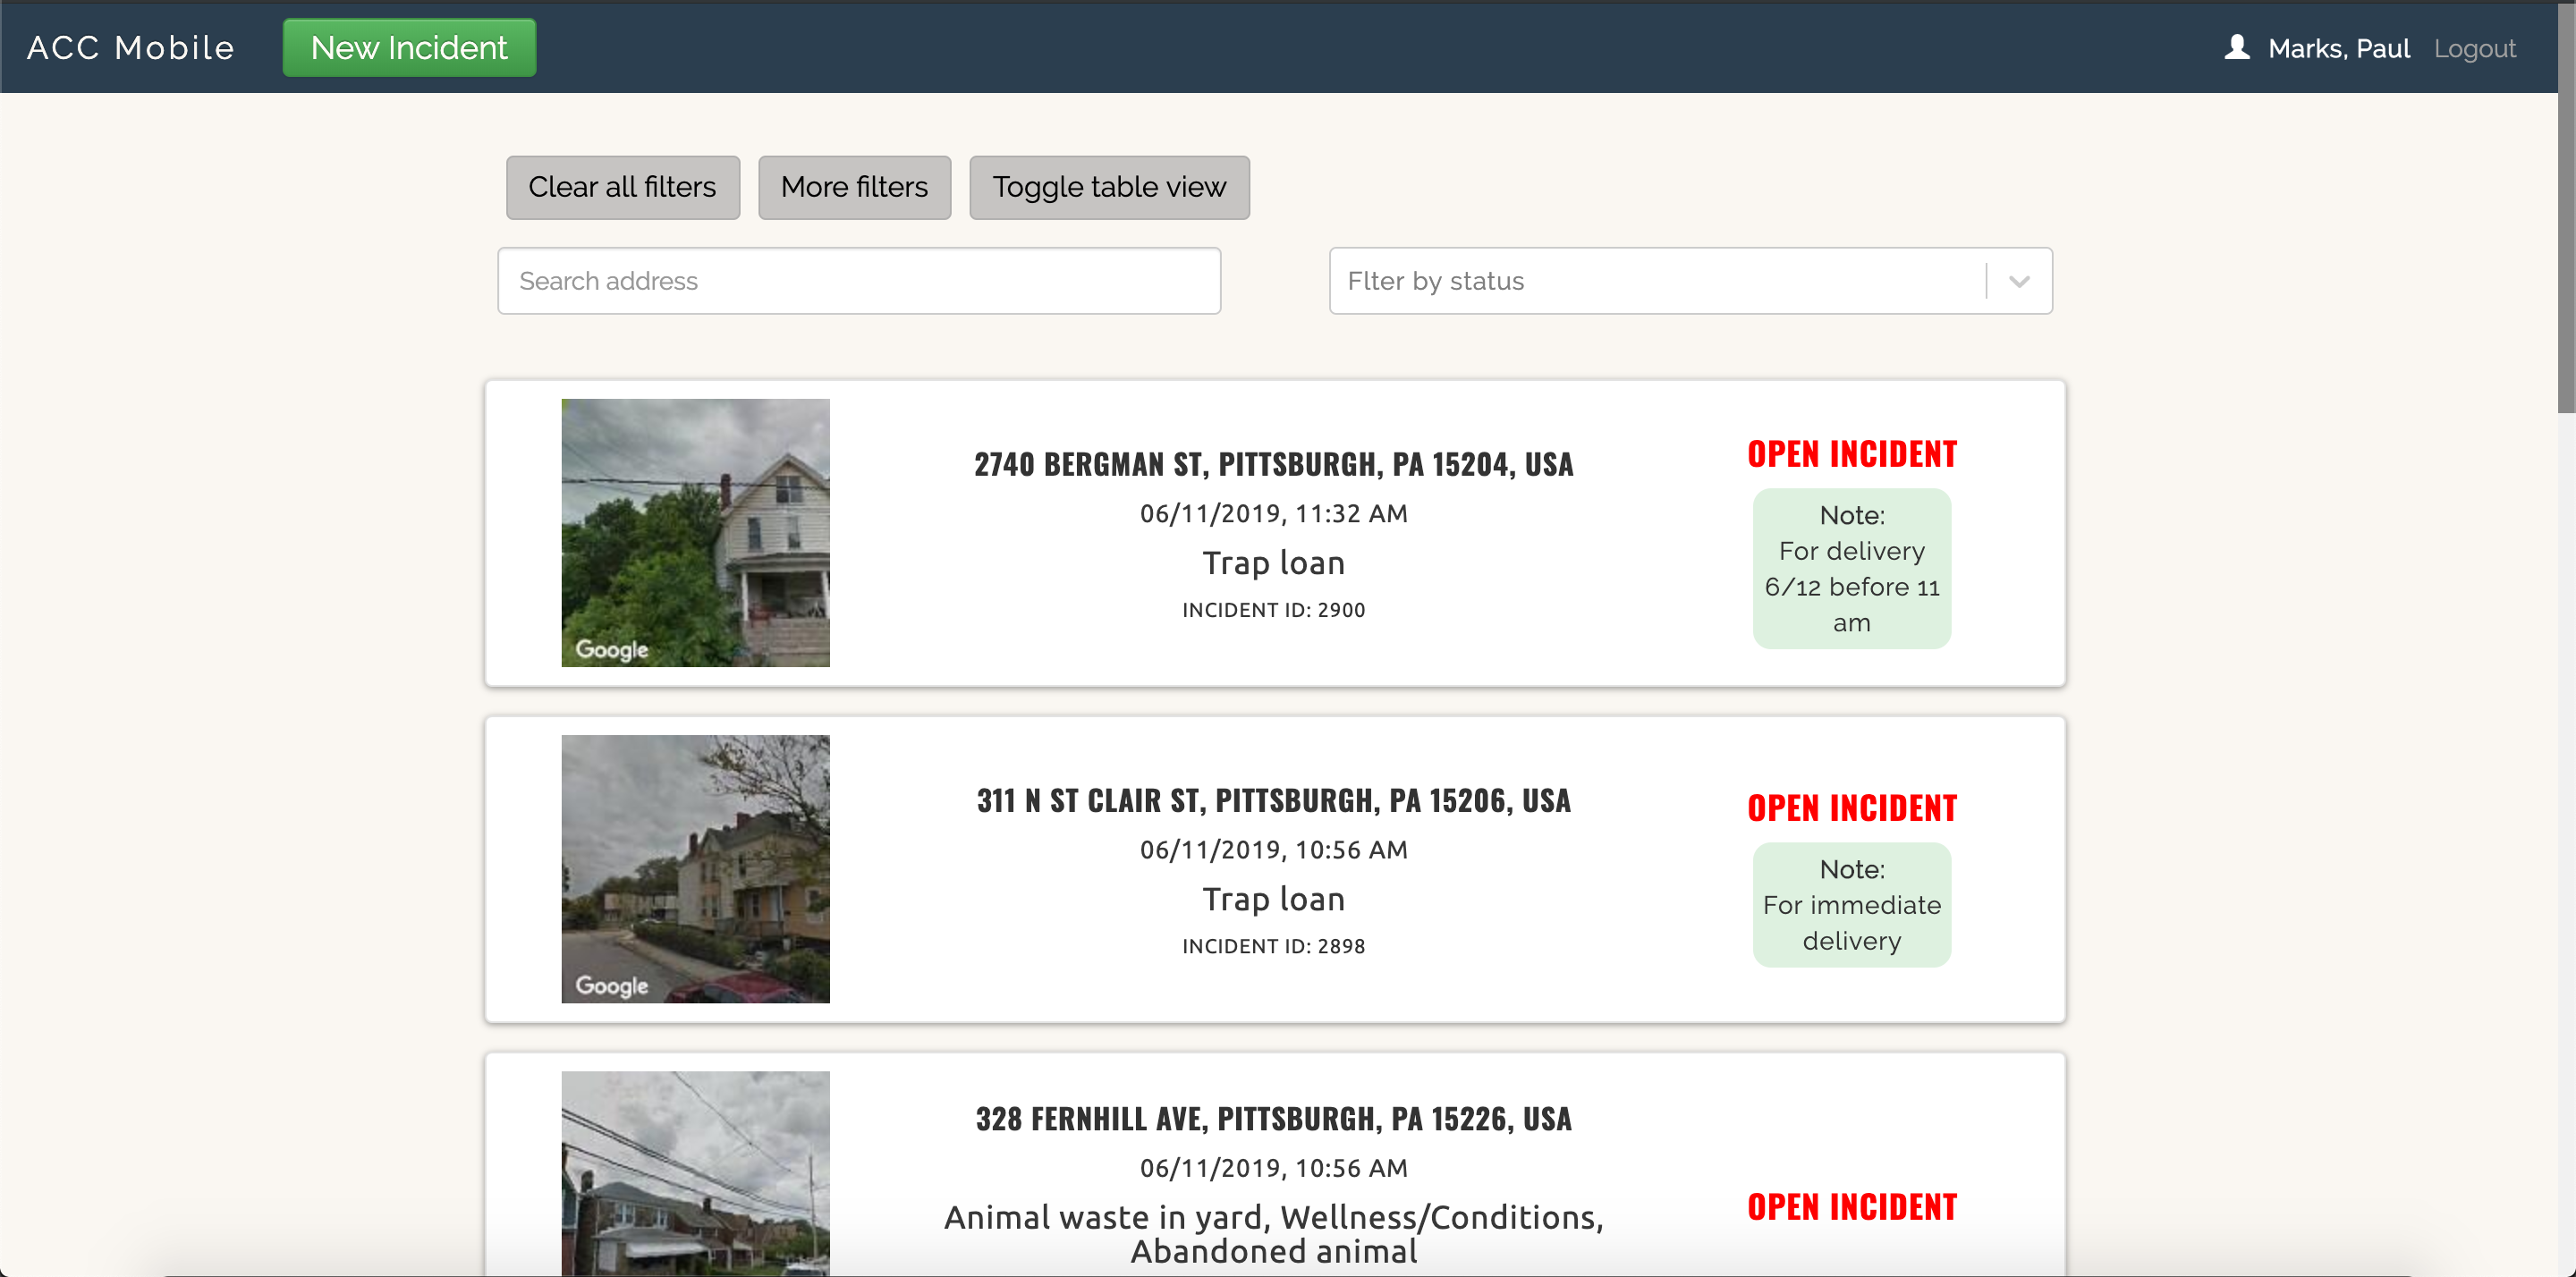 ACC Mobile New Incident Marks, Paul Logout
Clear all filters More filters Toggle table view
Search address Flter by status
2740 BERGMAN ST, PITTSBURGH, PA 15204, USA
06/11/2019, 11:32 AM
Trap loan
INCIDENT ID: 2900
OPEN INCIDENT
Note:
For delivery
6/12 before 11
am
Google
311 N ST CLAIR ST, PITTSBURGH, PA 15206, USA
06/11/2019, 10:56 AM
Trap loan
INCIDENT ID: 2898
OPEN INCIDENT
Note:
For immediate
delivery
Google
328 FERNHILL AVE, PITTSBURGH, PA 15226, USA
06/11/2019, 10:56 AM
Animal waste in yard, Wellness/Conditions,
Abandoned animal
OPEN INCIDENT